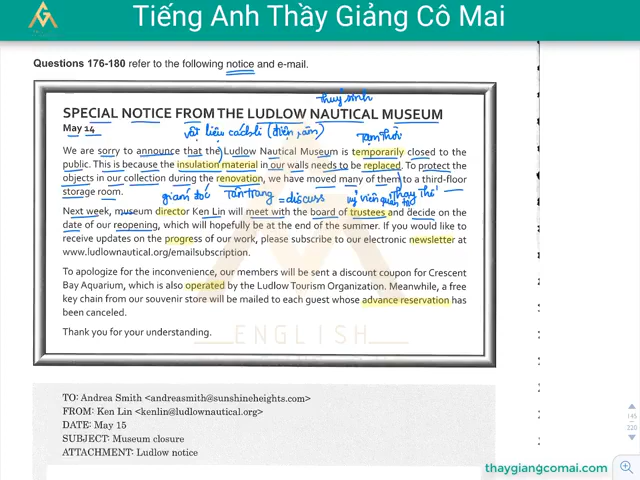 Tiếng Anh Thầy Giảng Cô Mai
Questions 176-180 refer to the following notice and e-mail.
thuỷ sinh
SPECIAL NOTICE FROM THE LUDLOW NAUTICAL MUSEUM
May 14
vật liệu cách li (điện, âm)
tạm thời
We are sorry to announce that the Ludlow Nautical Museum is temporarily closed to the
public. This is because the insulation material in our walls needs to be replaced. To protect the
objects in our collection during the renovation, we have moved many of them to a third-floor
storage room.
giám đốc
Tân trang
= discuss
thay thế
Next week, museum director Ken Lin will meet with the board of trustees and decide on the
date of our reopening, which will hopefully be at the end of the summer. If you would like to
receive updates on the progress of our work, please subscribe to our electronic newsletter at
www.ludlownautical.org/emailsubscription.
To apologize for the inconvenience, our members will be sent a discount coupon for Crescent
Bay Aquarium, which is also operated by the Ludlow Tourism Organization. Meanwhile, a free
key chain from our souvenir store will be mailed to each guest whose advance reservation has
been canceled.
Thank you for your understanding.
ENGLISH
TO: Andrea Smith <andreasmith@sunshineheights.com>
FROM: Ken Lin <kenlin@ludlownautical.org>
DATE: May 15
SUBJECT: Museum closure
ATTACHMENT: Ludlow notice
145
220
thaygiangcomai.com